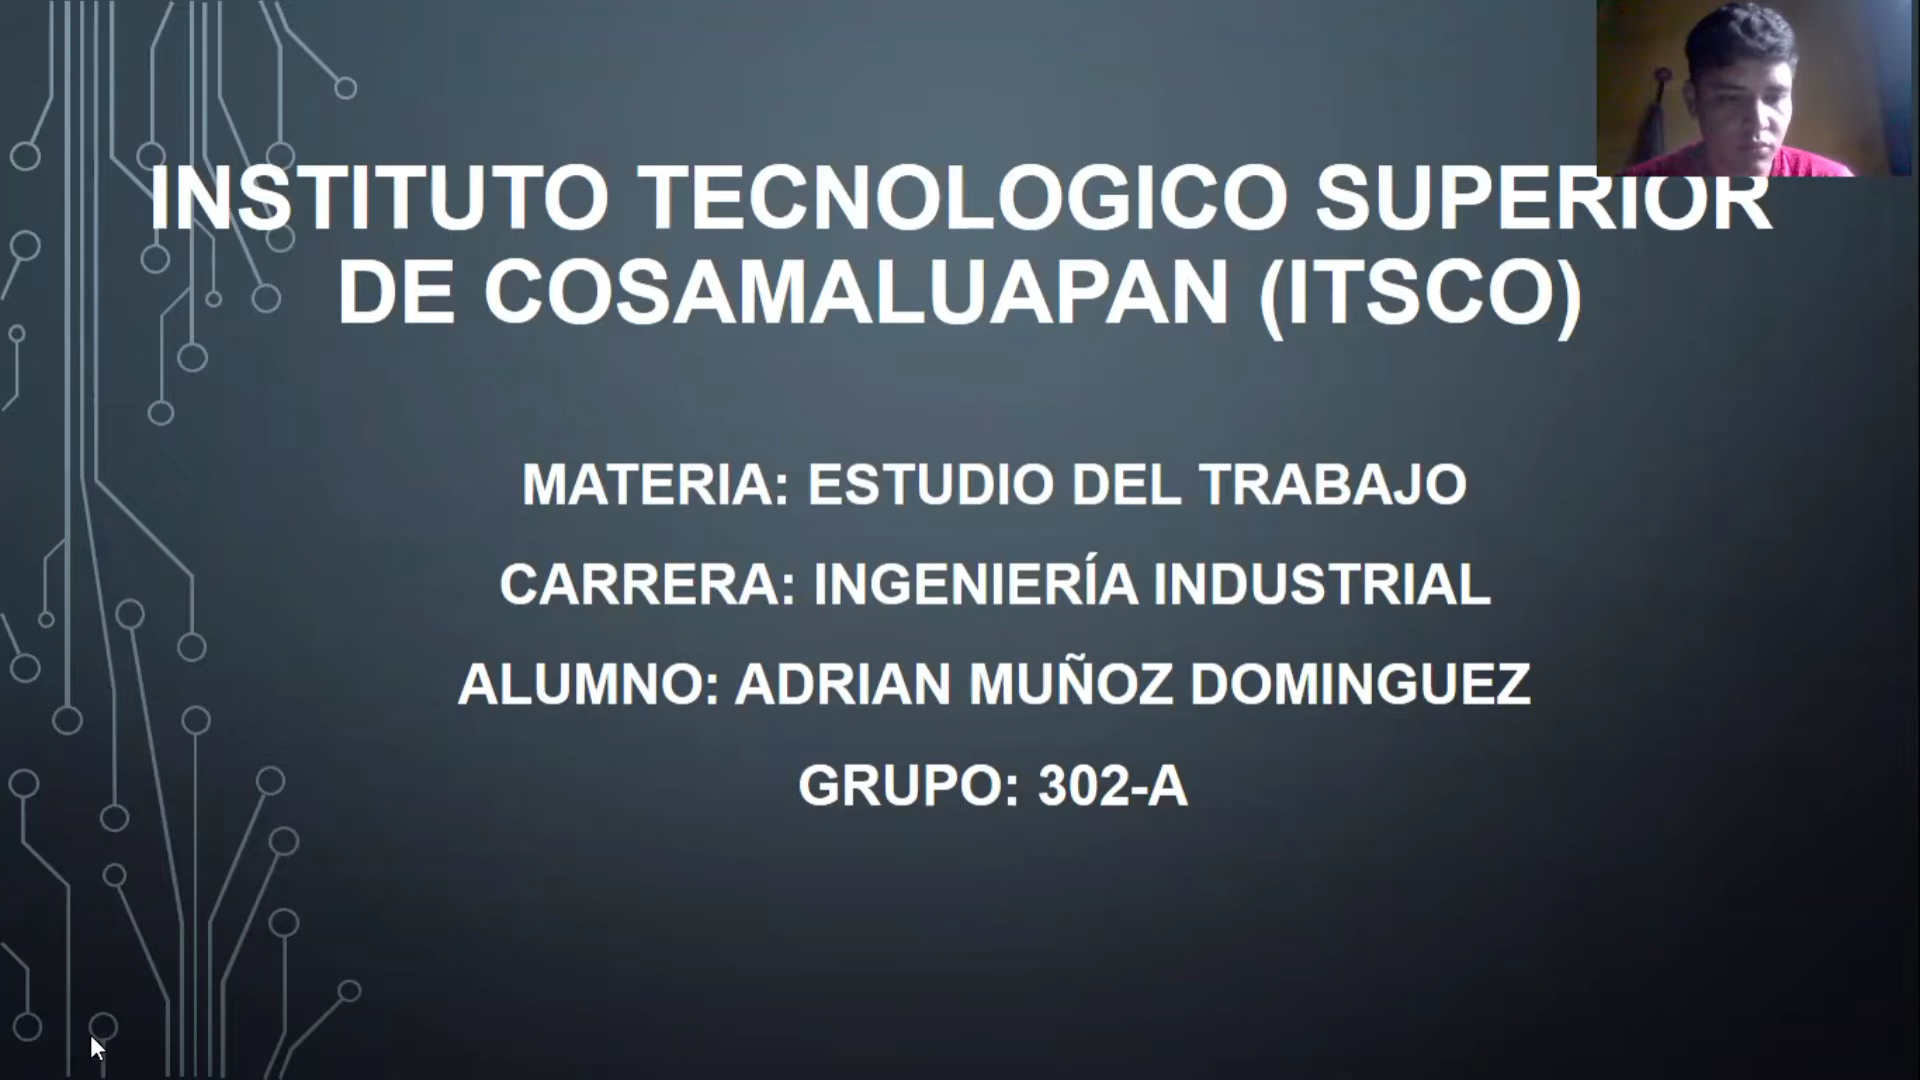 INSTITUTO TECNOLOGICO SUPERIOR
DE COSAMALUAPAN (ITSCO)
MATERIA: ESTUDIO DEL TRABAJO
CARRERA: INGENIERÍA INDUSTRIAL
ALUMNO: ADRIAN MUÑOZ DOMINGUEZ
GRUPO: 302-A